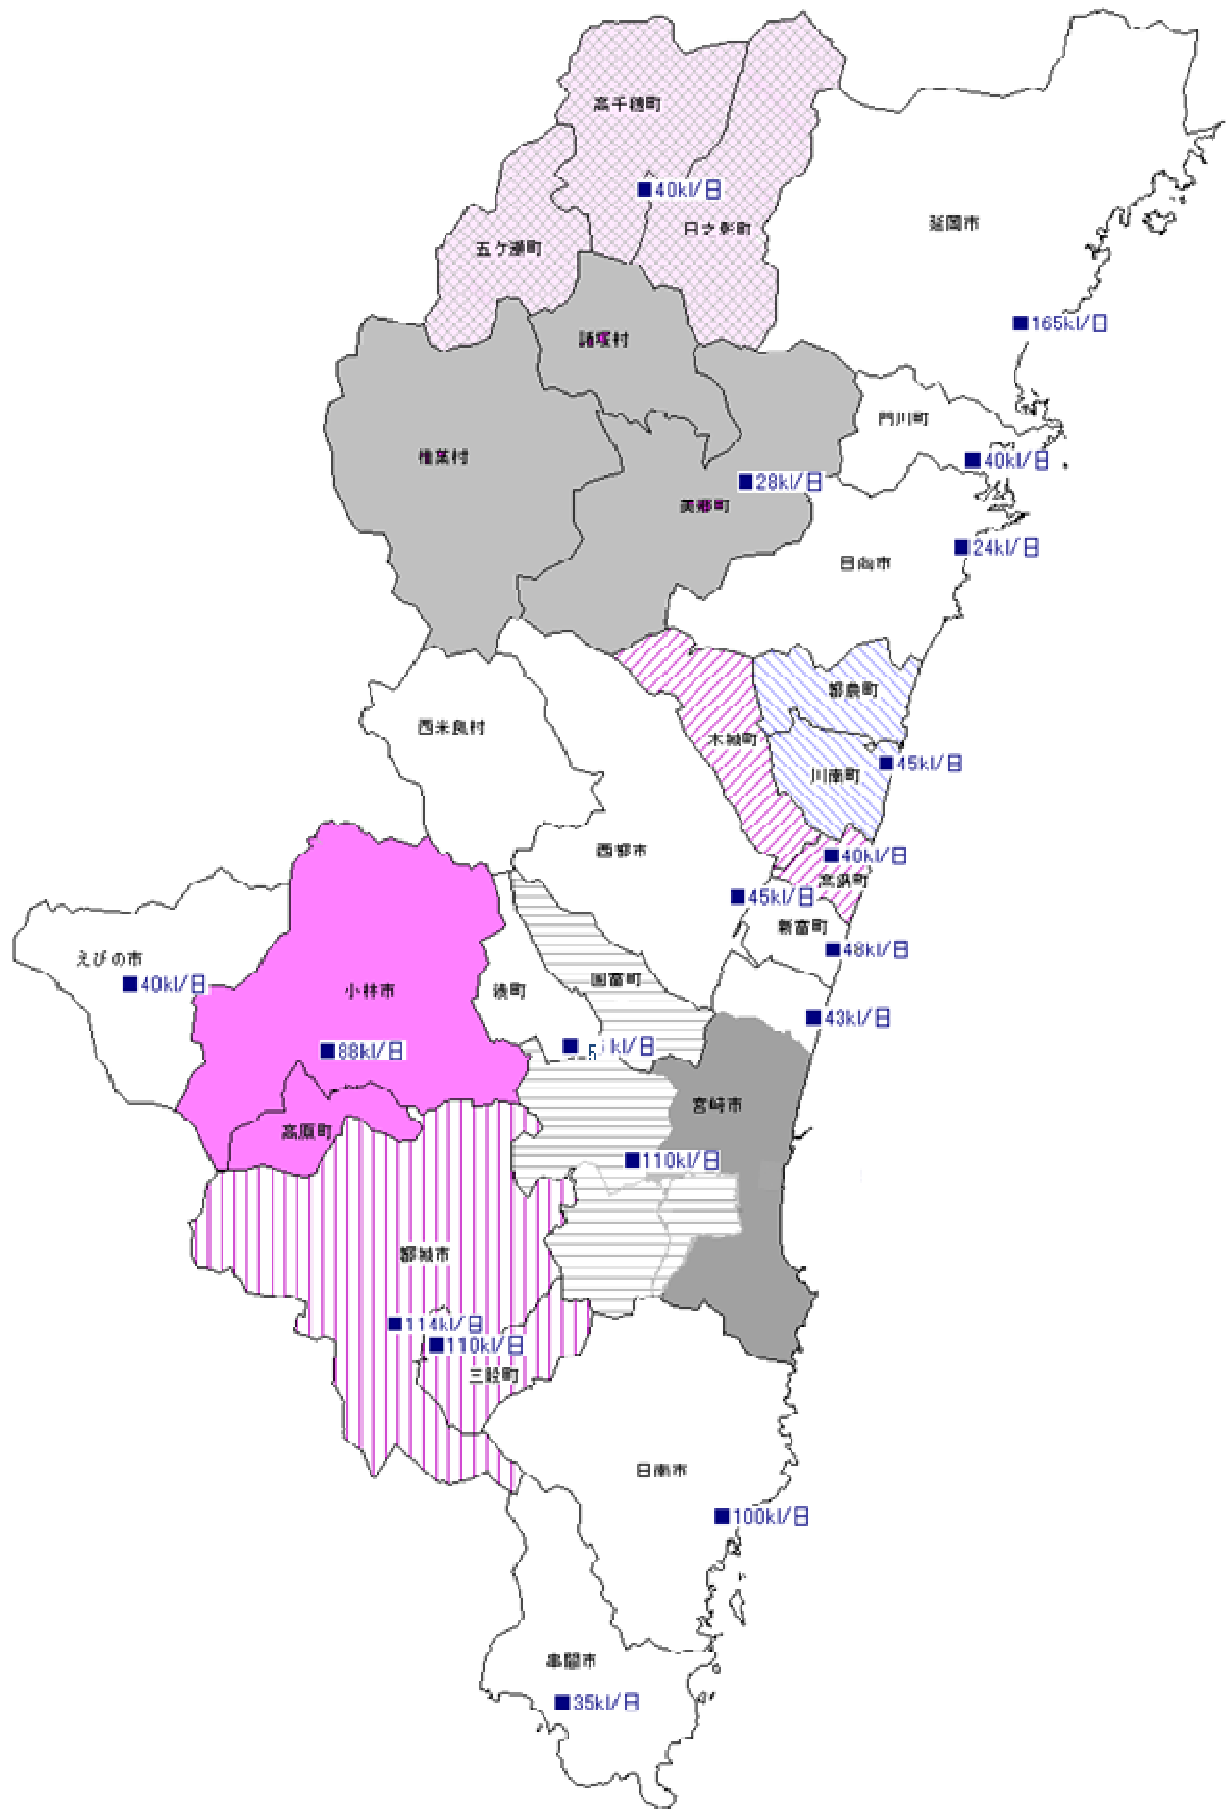 高千穂町
■40kl/日
日之影町
延岡市
五ケ瀬町
■165kl/日
諸塚村
門川町
椎葉村
■40kl/日
■28kl/日
美郷町
■24kl/日
日向市
都農町
西米良村
木城町
■45kl/日
川南町
西都市
■40kl/日
高鍋町
■45kl/日
新富町
■48kl/日
えびの市
■40kl/日
小林市
綾町
国富町
■43kl/日
■88kl/日
宮崎市
高原町
■110kl/日
都城市
■114kl/日
■110kl/日
三股町
日南市
■100kl/日
串間市
■35kl/日